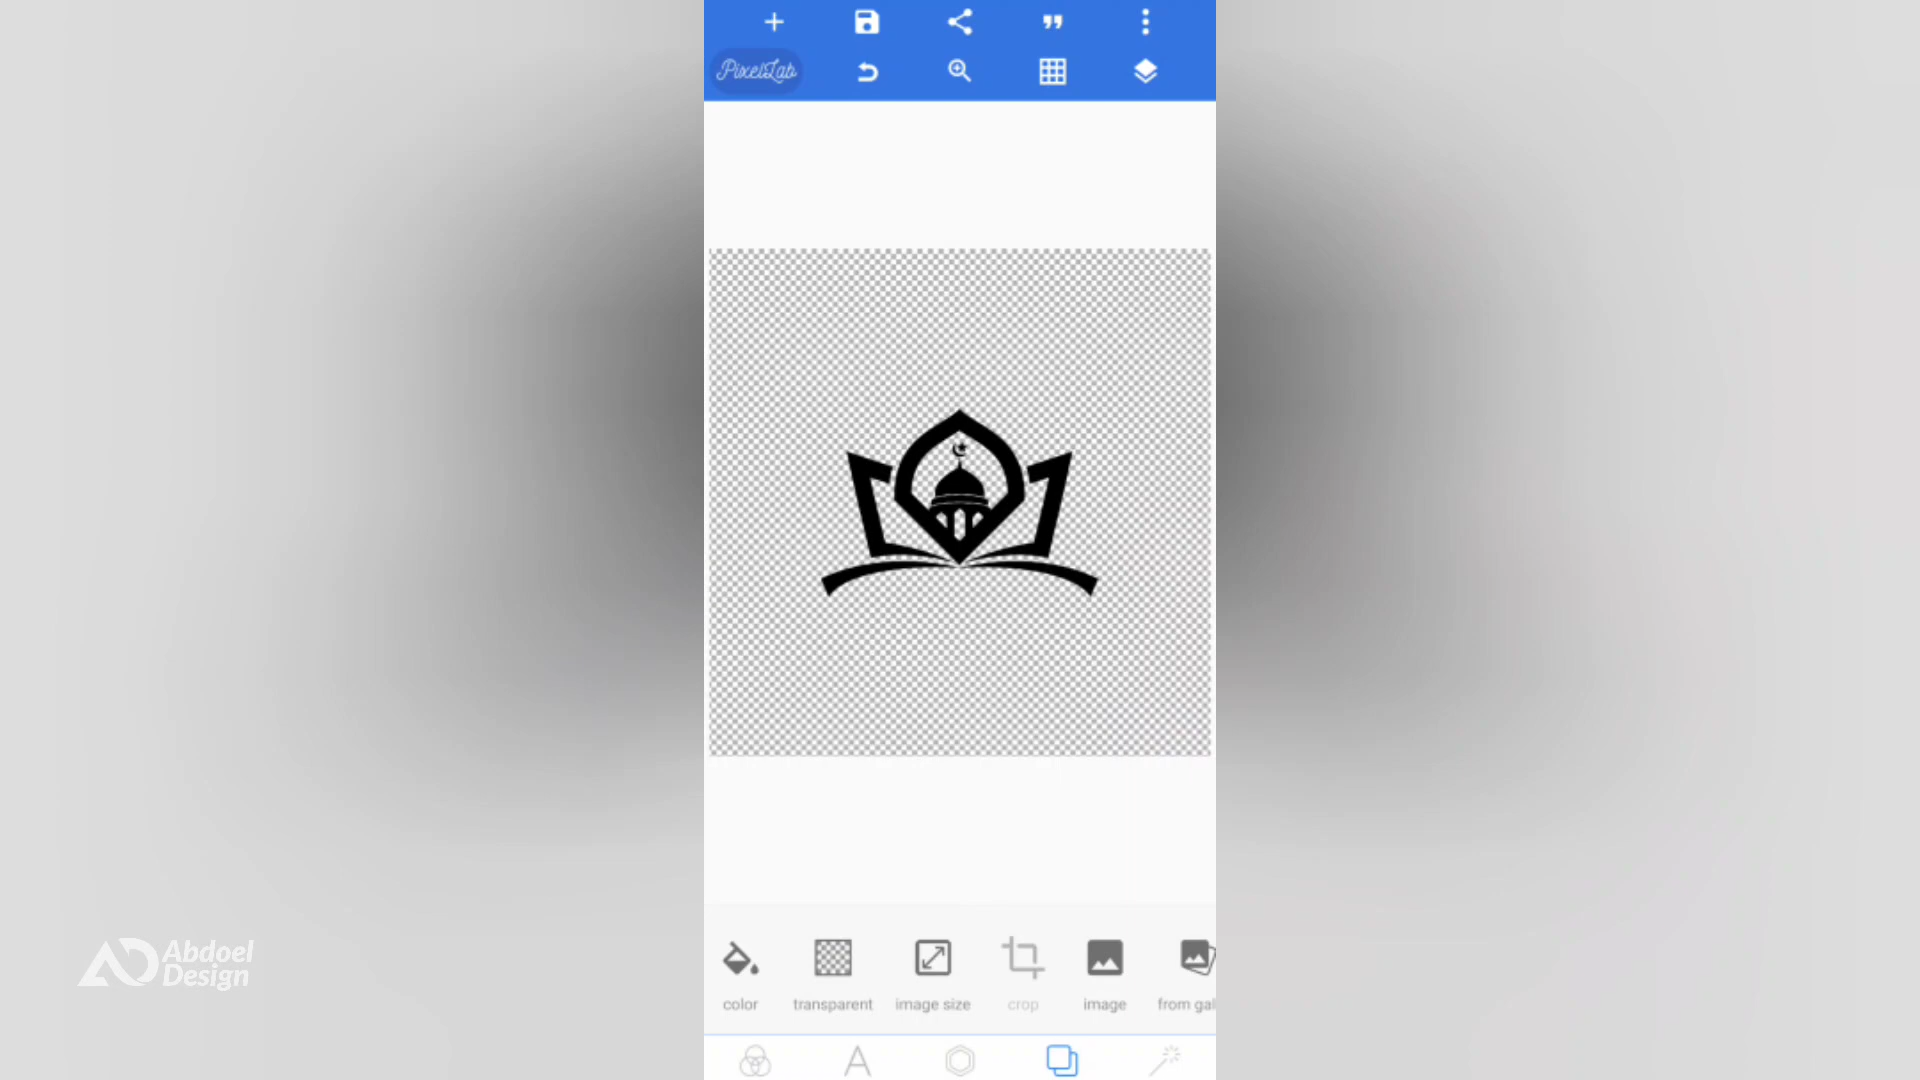 PixelLab
color
transparent
image size
crop
image
from gal
Abdoel
Design